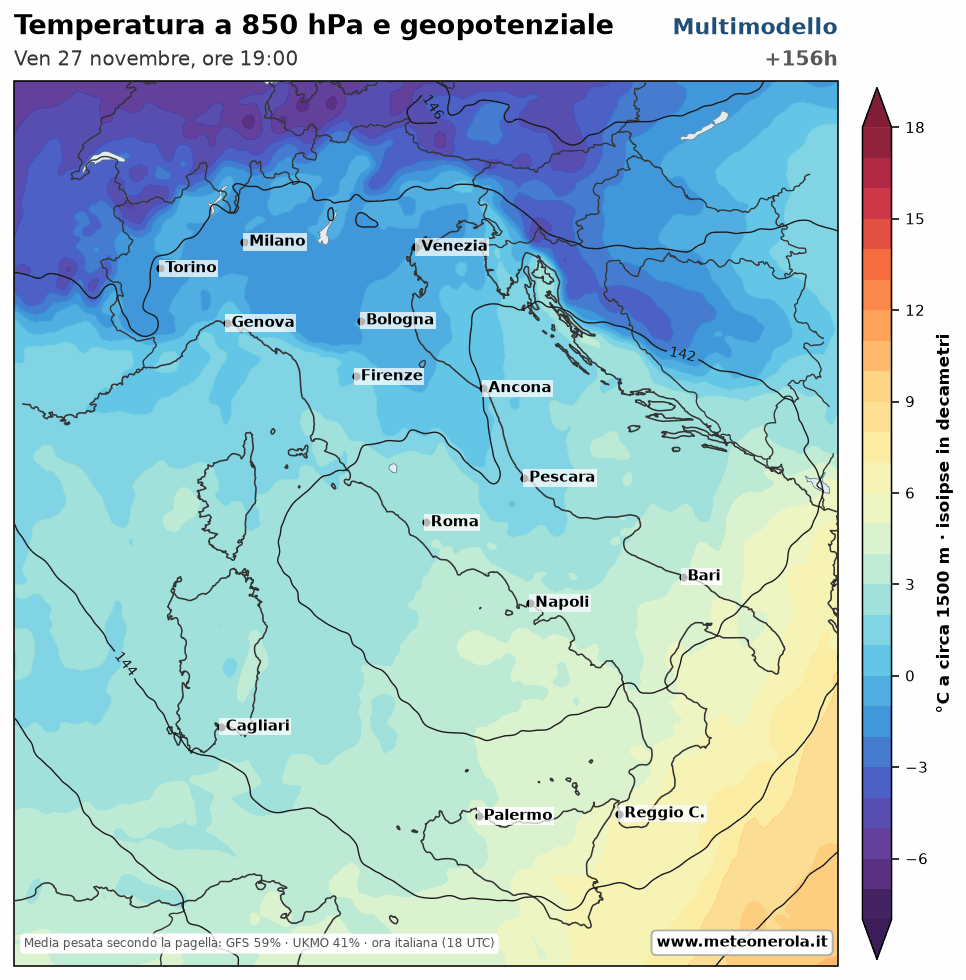 Temperatura a 850 hPa e geopotenziale
Multimodello
Ven 27 novembre, ore 19:00
+156h
146
18
15
12
9
6
3
0
−3
−6
°C a circa 1500 m · isoipse in decametri
Milano
Venezia
Torino
Genova
Bologna
142
Firenze
Ancona
Pescara
Roma
Bari
Napoli
144
Cagliari
Palermo
Reggio C.
Media pesata secondo la pagella: GFS 59% · UKMO 41% · ora italiana (18 UTC)
www.meteonerola.it